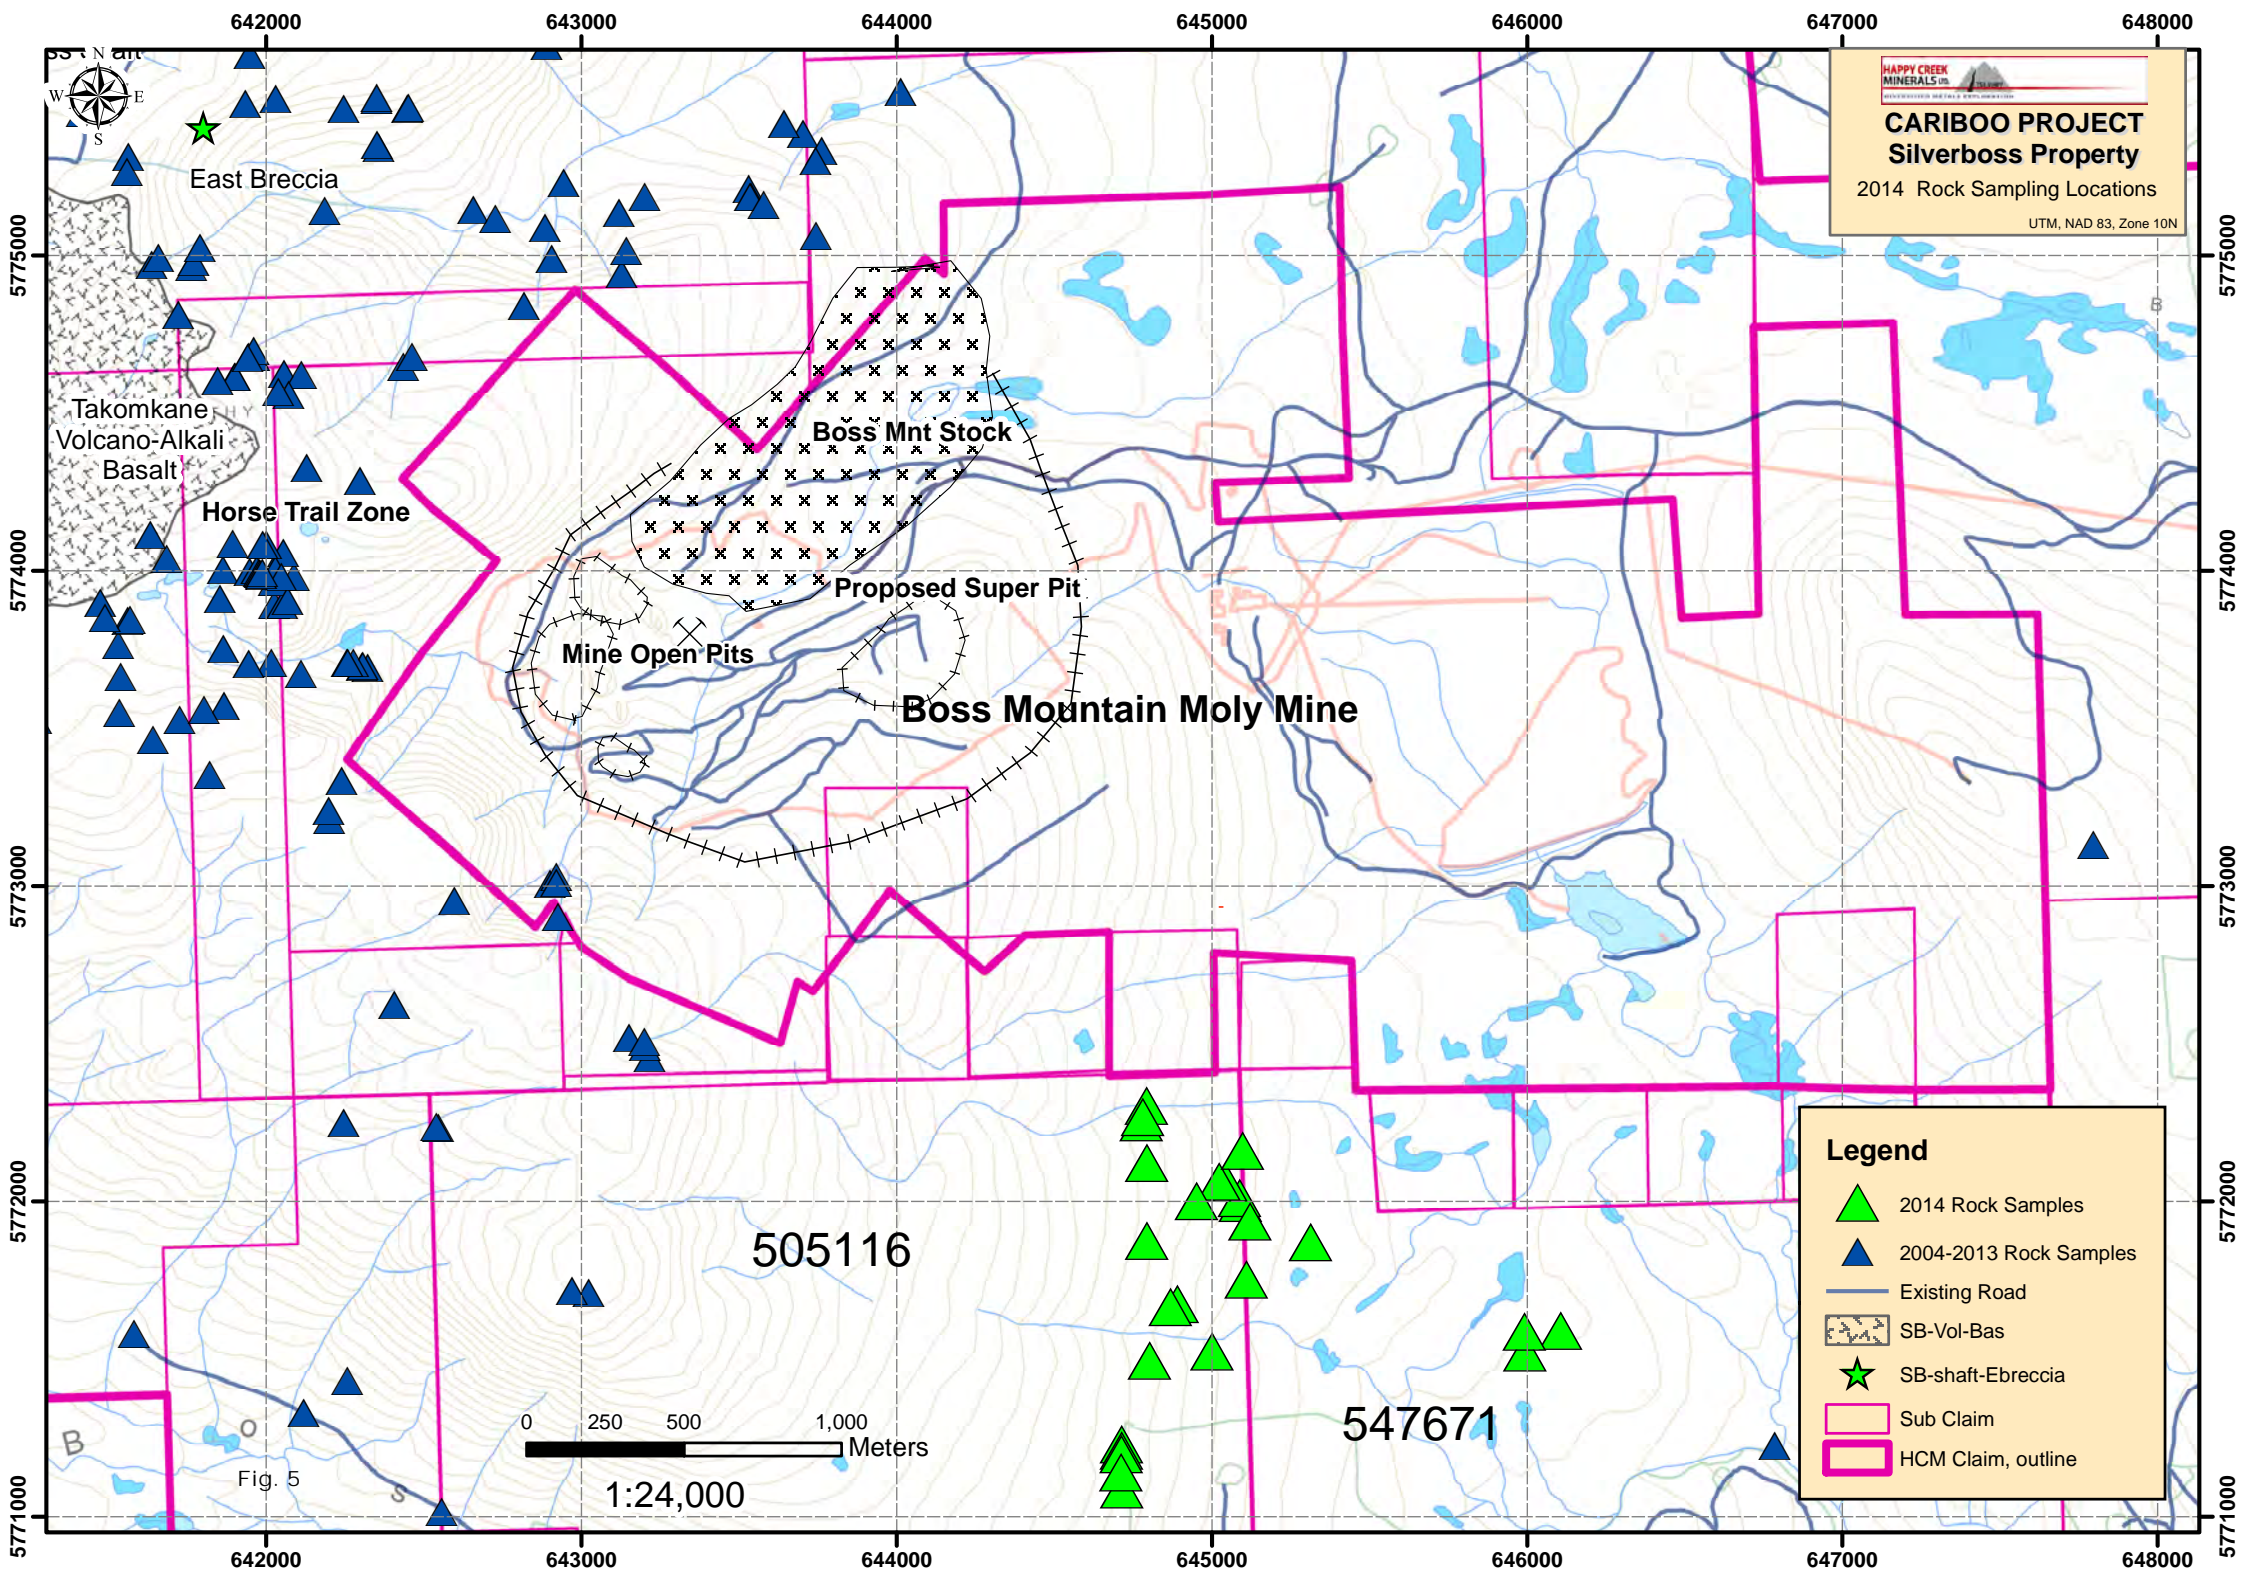 642000 643000 644000 645000 646000 647000 648000
N
W E
S
East Breccia
HAPPY CREEK
MINERALS LTD.
DIVERSIFIED METALS EXPLORATION
CARIBOO PROJECT
Silverboss Property
2014 Rock Sampling Locations
UTM, NAD 83, Zone 10N
5775000 5775000
B
Takomkane
Volcano-Alkali
Basalt
HY
Boss Mnt Stock
Horse Trail Zone
5774000 5774000
Proposed Super Pit
Mine Open Pits
Boss Mountain Moly Mine
5773000 5773000
5772000 5772000
505116
547671
Legend
2014 Rock Samples
2004-2013 Rock Samples
Existing Road
SB-Vol-Bas
SB-shaft-Ebreccia
Sub Claim
HCM Claim, outline
0 250 500 1,000
Meters
1:24,000
B O S
Fig. 5
5771000 5771000
642000 643000 644000 645000 646000 647000 648000